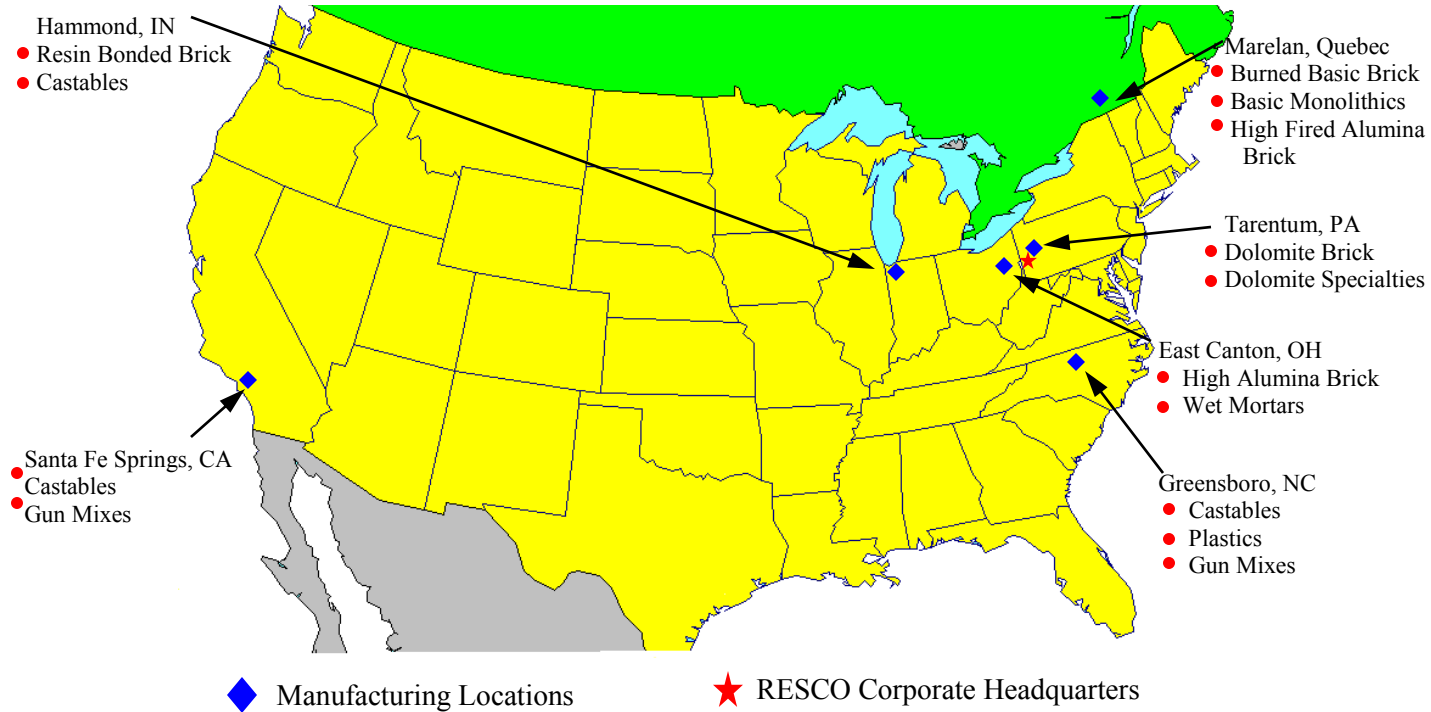 Hammond, IN
Resin Bonded Brick
Castables
Marelan, Quebec
Burned Basic Brick
Basic Monolithics
High Fired Alumina
Brick
Tarentum, PA
Dolomite Brick
Dolomite Specialties
East Canton, OH
High Alumina Brick
Wet Mortars
Santa Fe Springs, CA
Castables
Gun Mixes
Greensboro, NC
Castables
Plastics
Gun Mixes
Manufacturing Locations
RESCO Corporate Headquarters